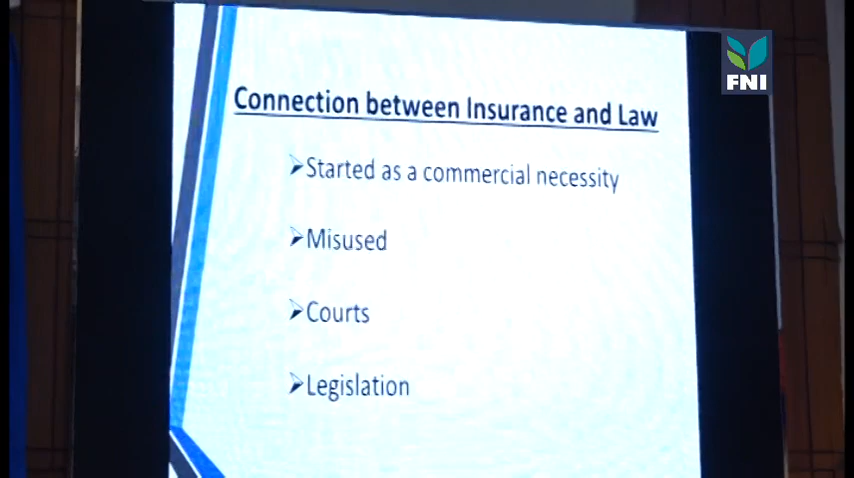 FNI
Connection between Insurance and Law
➢Started as a commercial necessity
➢Misused
➢Courts
➢Legislation